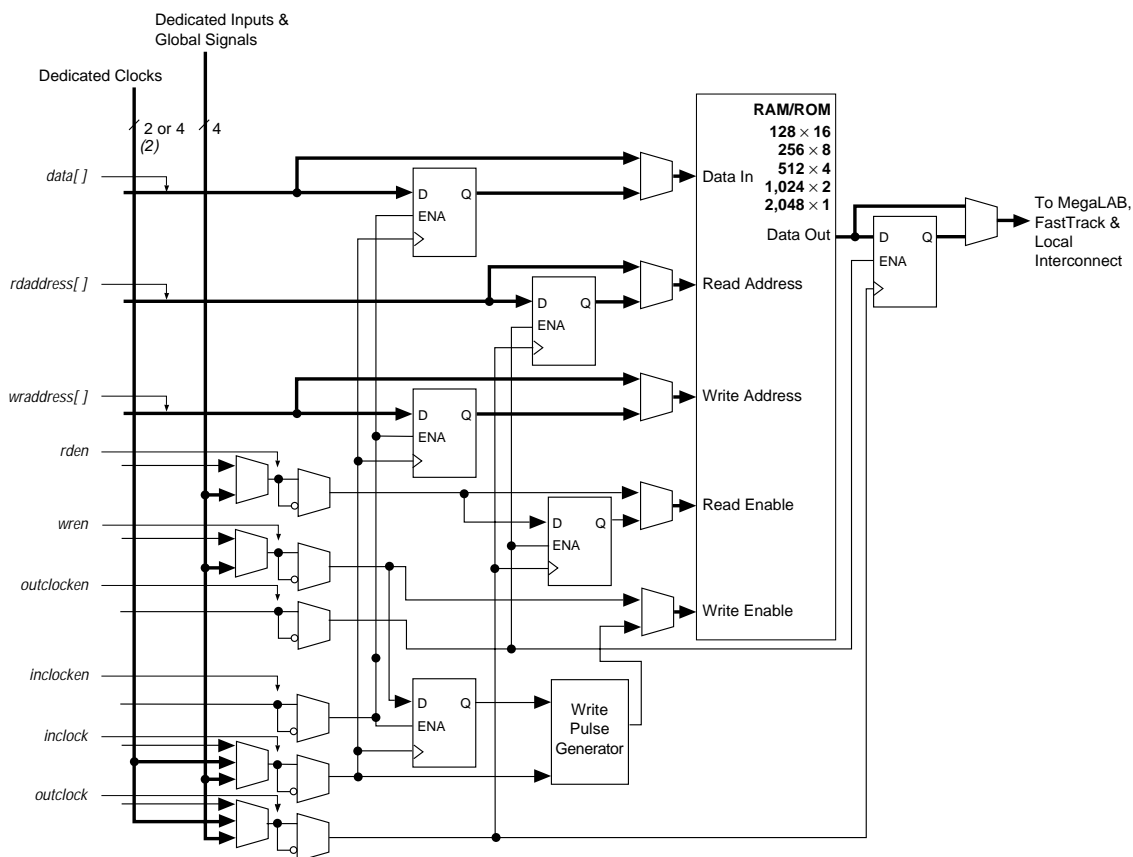 Dedicated Inputs &
Global Signals
Dedicated Clocks
2 or 4
(2)
4
RAM/ROM
128 × 16
256 × 8
512 × 4
1,024 × 2
2,048 × 1
data[ ]
D
Q
ENA
Data In
Data Out
D
Q
ENA
To MegaLAB,
FastTrack &
Local
Interconnect
rdaddress[ ]
D
Q
ENA
Read Address
wraddress[ ]
D
Q
ENA
Write Address
rden
Read Enable
wren
D
Q
ENA
outclocken
Write Enable
inclocken
D
Q
ENA
Write
Pulse
Generator
inclock
outclock